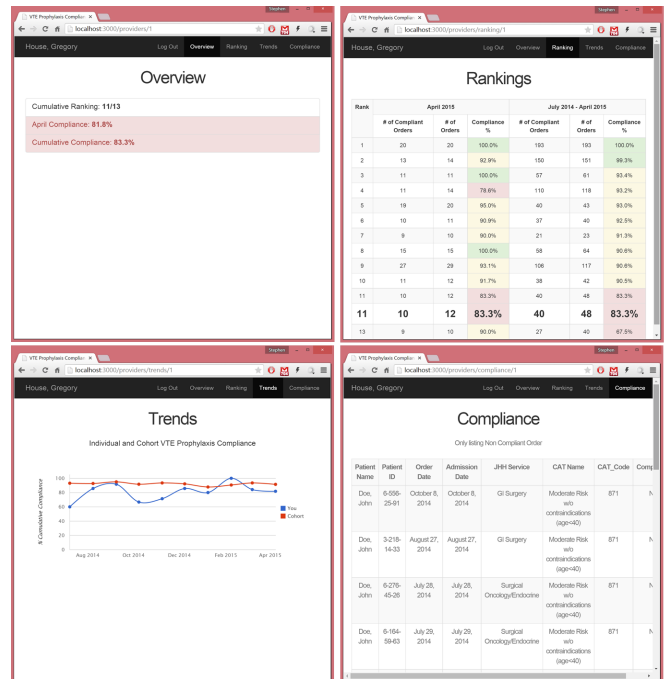 Stephen
VTE Prophylaxis Complian ×
localhost:3000/providers/1
House, Gregory Log Out Overview Ranking Trends Compliance
Overview
Cumulative Ranking: 11/13
April Compliance: 81.8%
Cumulative Compliance: 83.3%
Stephen
VTE Prophylaxis Complian ×
localhost:3000/providers/ranking/1
House, Gregory Log Out Overview Ranking Trends Compliance
Rankings
Rank April 2015 July 2014 - April 2015
# of Compliant # of Compliance # of Compliant # of Compliance
Orders Orders % Orders Orders %
1 20 20 100.0% 193 193 100.0%
2 13 14 92.9% 150 151 99.3%
3 11 11 100.0% 57 61 93.4%
4 11 14 78.6% 110 118 93.2%
5 19 20 95.0% 40 43 93.0%
6 10 11 90.9% 37 40 92.5%
7 9 10 90.0% 21 23 91.3%
8 15 15 100.0% 58 64 90.6%
9 27 29 93.1% 106 117 90.6%
10 11 12 91.7% 38 42 90.5%
11 10 12 83.3% 40 48 83.3%
11 10 12 83.3% 40 48 83.3%
13 9 10 90.0% 27 40 67.5%
Stephen
VTE Prophylaxis Complian ×
localhost:3000/providers/trends/1
House, Gregory Log Out Overview Ranking Trends Compliance
Trends
Individual and Cohort VTE Prophylaxis Compliance
% Cumulative Compliance
100
80
60
40
20
0
Aug 2014 Oct 2014 Dec 2014 Feb 2015 Apr 2015
You
Cohort
Stephen
VTE Prophylaxis Complian ×
localhost:3000/providers/compliance/1
House, Gregory Log Out Overview Ranking Trends Compliance
Compliance
Only listing Non Compliant Order
Patient Patient Order Admission JHH Service CAT Name CAT_Code Comp
Name ID Date Date
Doe, 6-556- October 8, October 8, GI Surgery Moderate Risk 871 N
John 25-91 2014 2014 w/o
contraindications
(age<40)
Doe, 3-218- August 27, August 27, GI Surgery Moderate Risk 871 N
John 14-33 2014 2014 w/o
contraindications
(age<40)
Doe, 6-276- July 28, July 28, Surgical Moderate Risk 871 N
John 45-26 2014 2014 Oncology/Endocrine w/o
contraindications
(age<40)
Doe, 6-164- July 29, July 29, Surgical Moderate Risk 871 N
John 59-63 2014 2014 Oncology/Endocrine w/o
contraindications
(age<40)